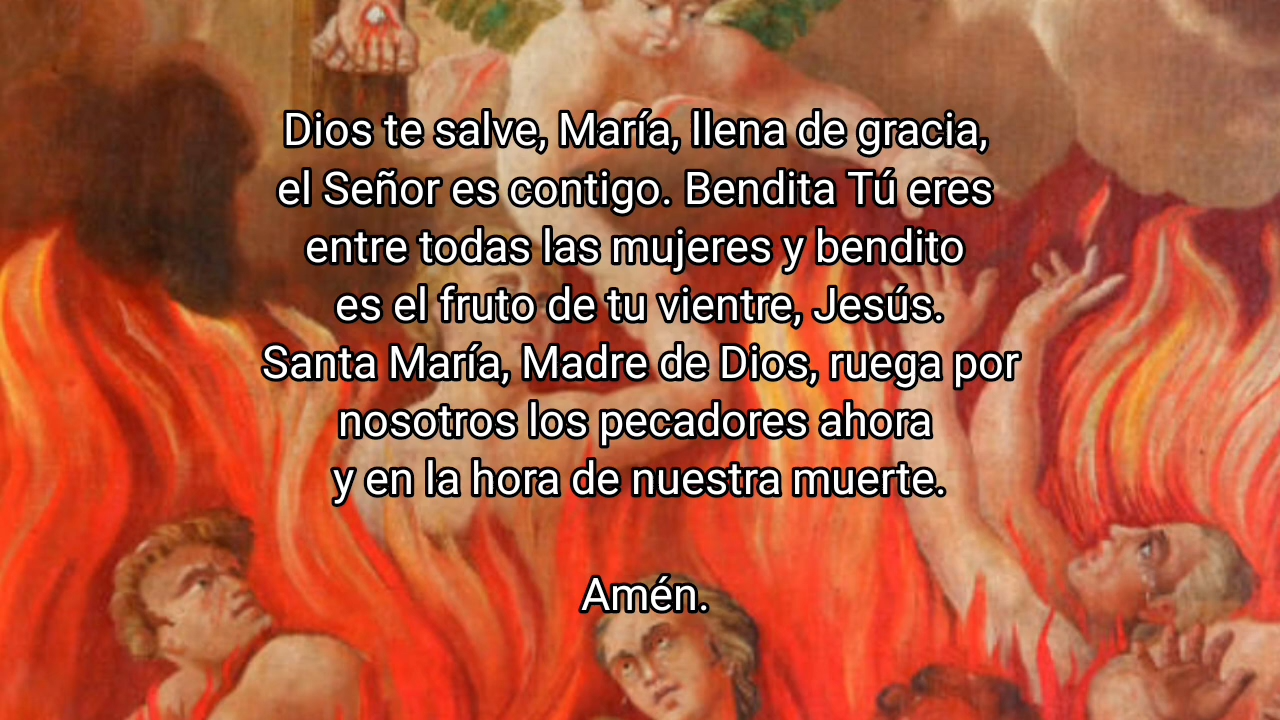 Dios te salve, María, llena de gracia,
el Señor es contigo. Bendita Tú eres
entre todas las mujeres y bendito
es el fruto de tu vientre, Jesús.
Santa María, Madre de Dios, ruega por
nosotros los pecadores ahora
y en la hora de nuestra muerte.
Amén.